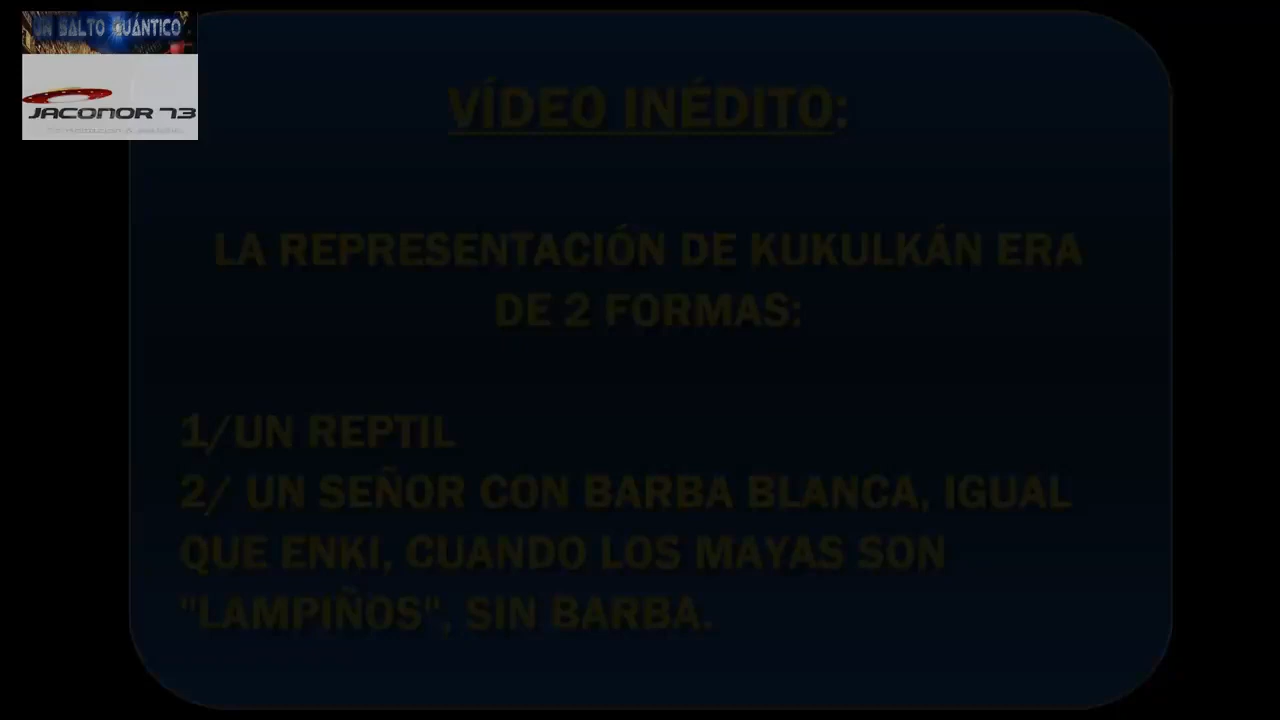 UN SALTO CUÁNTICO
JACONOR 73
VÍDEO INÉDITO:
LA REPRESENTACIÓN DE KUKULKÁN ERA
DE 2 FORMAS:
1/UN REPTIL
2/ UN SEÑOR CON BARBA BLANCA, IGUAL
QUE ENKI, CUANDO LOS MAYAS SON
"LAMPIÑOS", SIN BARBA.